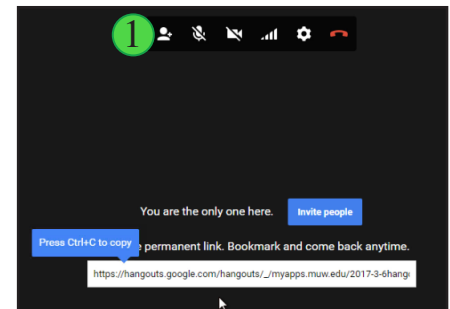 1
You are the only one here. Invite people
Press Ctrl+C to copy
permanent link. Bookmark and come back anytime.
https://hangouts.google.com/hangouts/_/myapps.muw.edu/2017-3-6hang